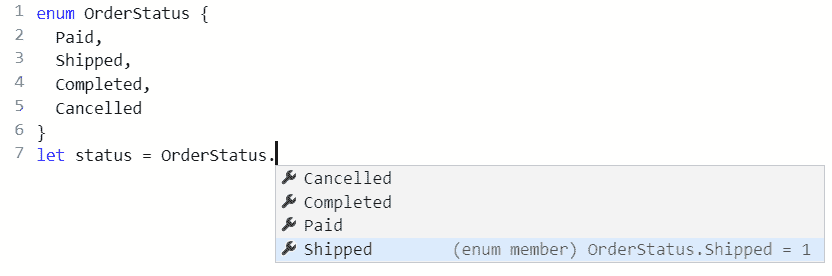 1 enum OrderStatus {
2   Paid,
3   Shipped,
4   Completed,
5   Cancelled
6 }
7 let status = OrderStatus.
Cancelled
Completed
Paid
Shipped (enum member) OrderStatus.Shipped = 1